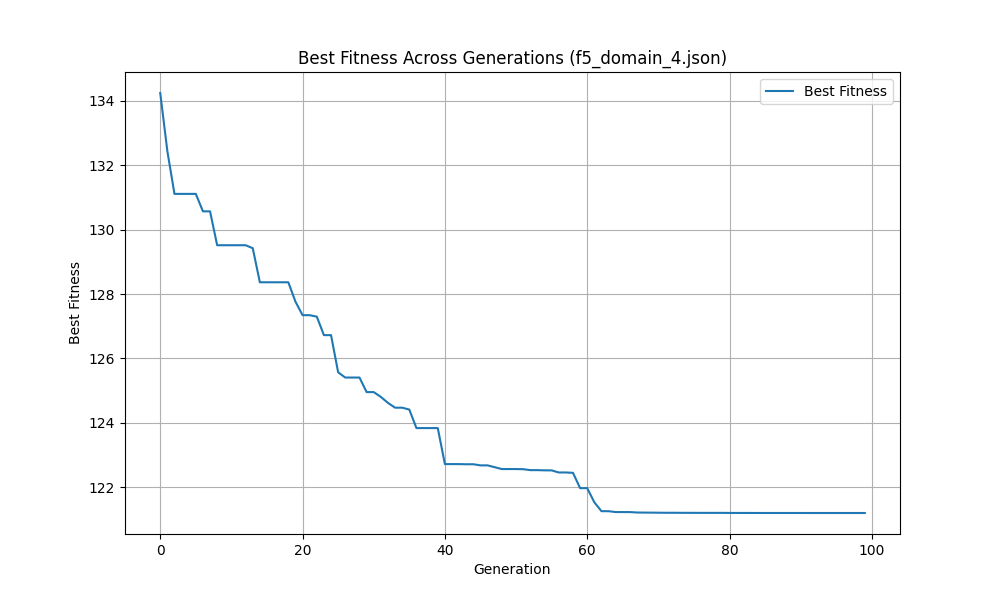 Best Fitness Across Generations (f5_domain_4.json)
Best Fitness
134
132
130
128
126
124
122
Best Fitness
0 20 40 60 80 100
Generation